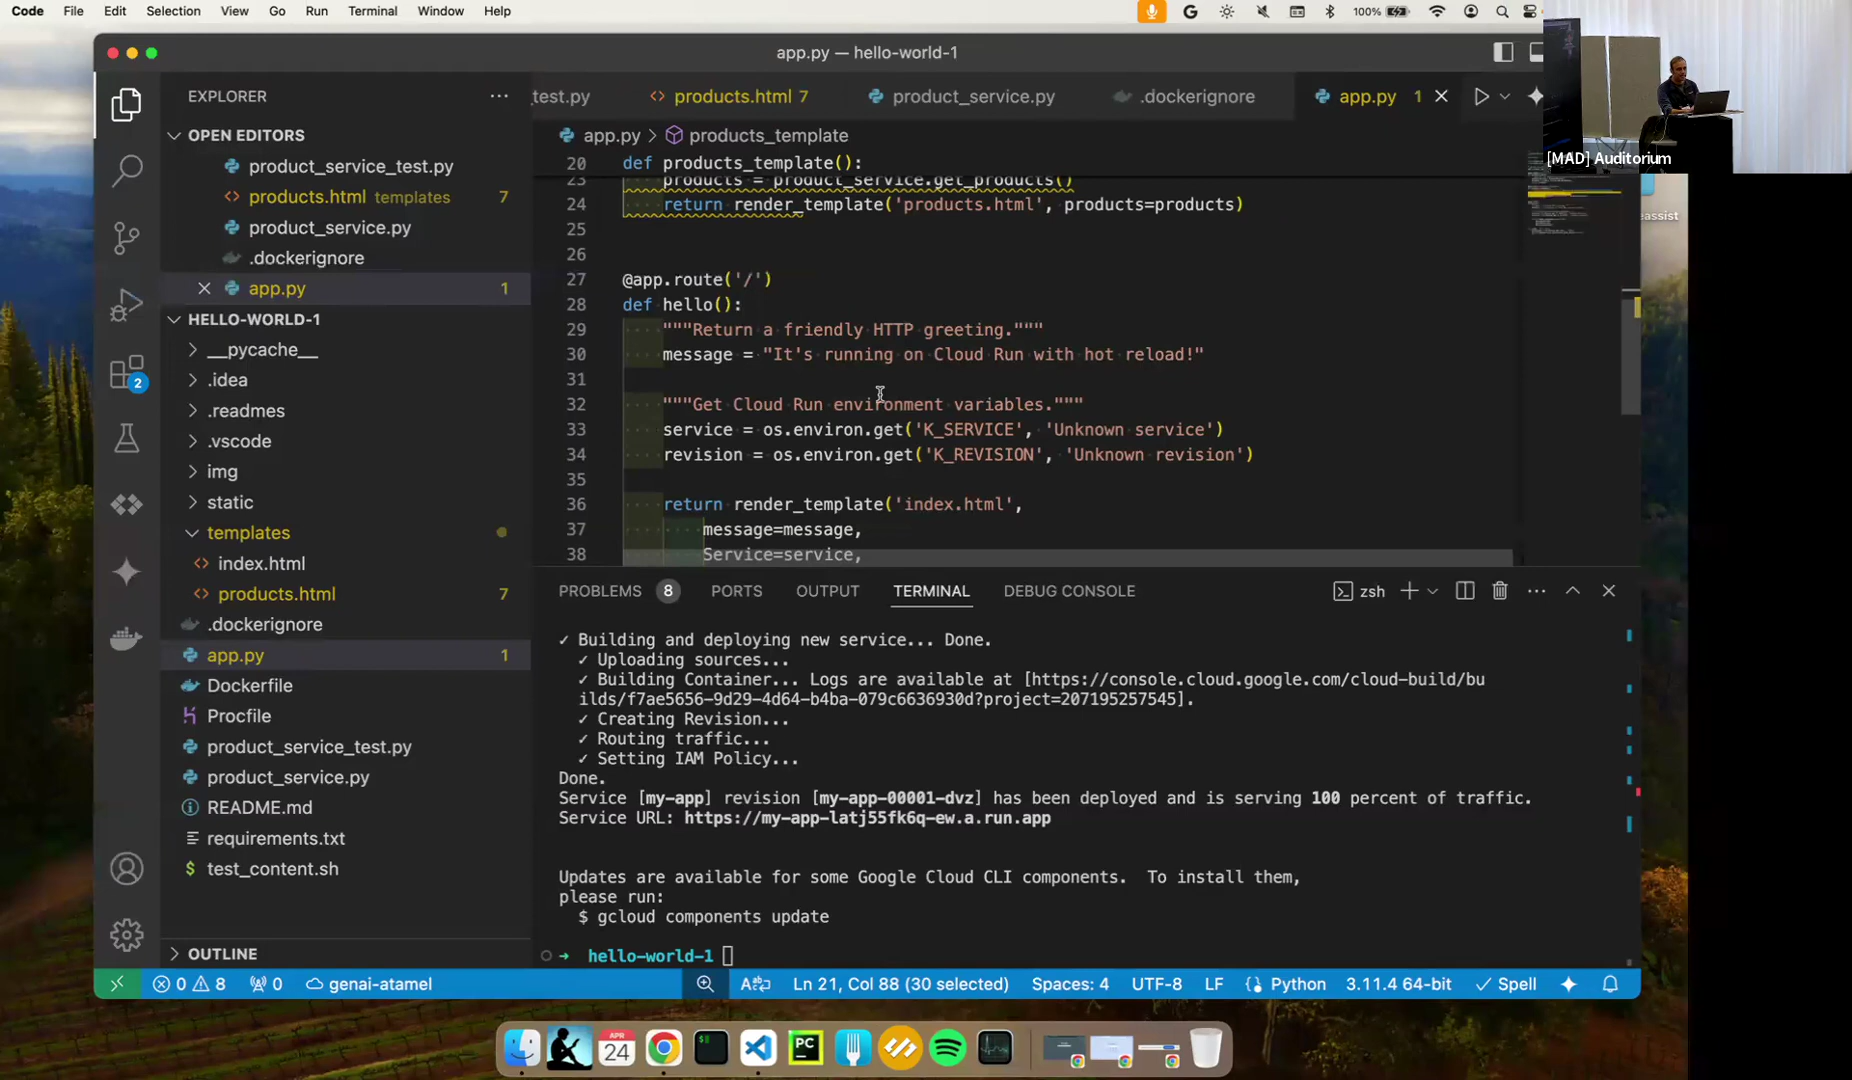 Code File Edit Selection View Go Run Terminal Window Help 100%
app.py — hello-world-1
[MAD] Auditorium
eassist
EXPLORER
OPEN EDITORS
product_service_test.py
products.html templates 7
product_service.py
.dockerignore
app.py 1
HELLO-WORLD-1
__pycache__
.idea
.readmes
.vscode
img
static
templates
index.html
products.html 7
.dockerignore
app.py 1
Dockerfile
Procfile
product_service_test.py
product_service.py
README.md
requirements.txt
test_content.sh
OUTLINE
2
_test.py products.html 7 product_service.py .dockerignore app.py 1
app.py > products_template
20 def products_template():
23 products = product_service.get_products()
24 return render_template('products.html', products=products)
25
26
27 @app.route('/')
28 def hello():
29 """Return a friendly HTTP greeting."""
30 message = "It's running on Cloud Run with hot reload!"
31
32 """Get Cloud Run environment variables."""
33 service = os.environ.get('K_SERVICE', 'Unknown service')
34 revision = os.environ.get('K_REVISION', 'Unknown revision')
35
36 return render_template('index.html',
37 message=message,
38 Service=service,
PROBLEMS 8 PORTS OUTPUT TERMINAL DEBUG CONSOLE zsh
✓ Building and deploying new service... Done.
✓ Uploading sources...
✓ Building Container... Logs are available at [https://console.cloud.google.com/cloud-build/bu
ilds/f7ae5656-9d29-4d64-b4ba-079c6636930d?project=207195257545].
✓ Creating Revision...
✓ Routing traffic...
✓ Setting IAM Policy...
Done.
Service [my-app] revision [my-app-00001-dvz] has been deployed and is serving 100 percent of traffic.
Service URL: https://my-app-latj55fk6q-ew.a.run.app
Updates are available for some Google Cloud CLI components. To install them,
please run:
$ gcloud components update
→ hello-world-1
0 8 0 genai-atamel Ln 21, Col 88 (30 selected) Spaces: 4 UTF-8 LF Python 3.11.4 64-bit ✓ Spell
APR
24
PC